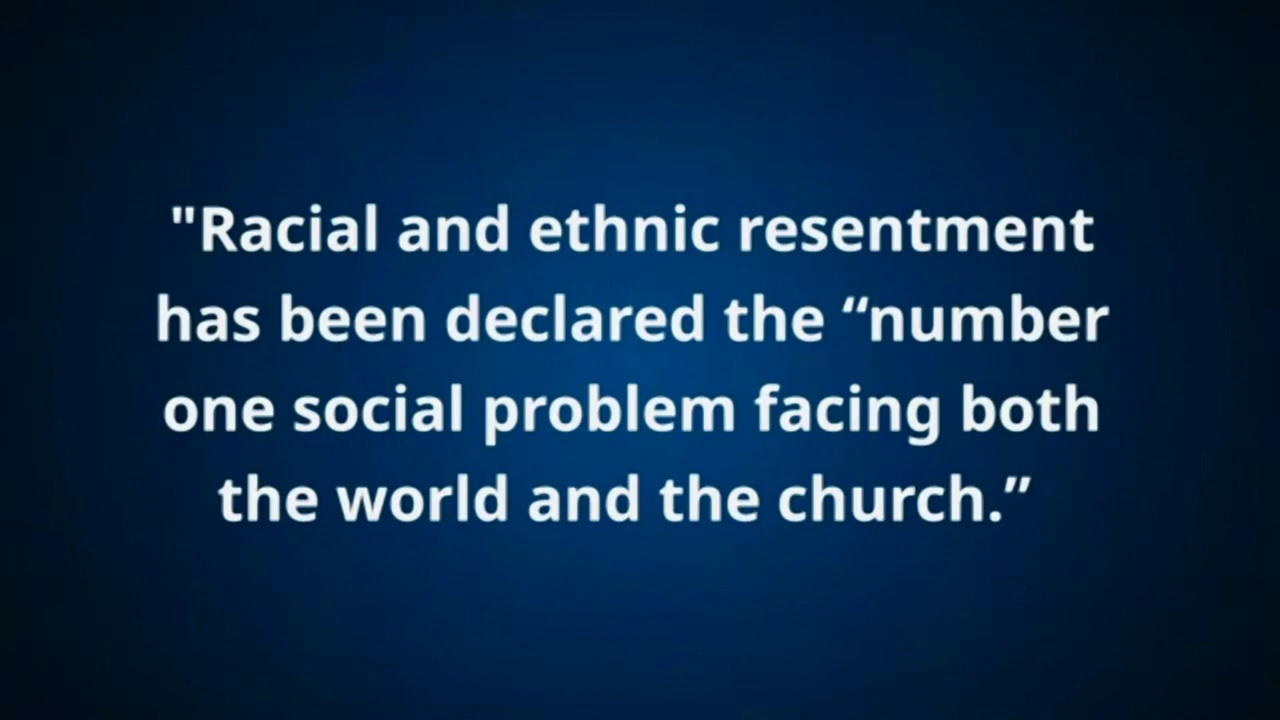 "Racial and ethnic resentment
has been declared the “number
one social problem facing both
the world and the church.”